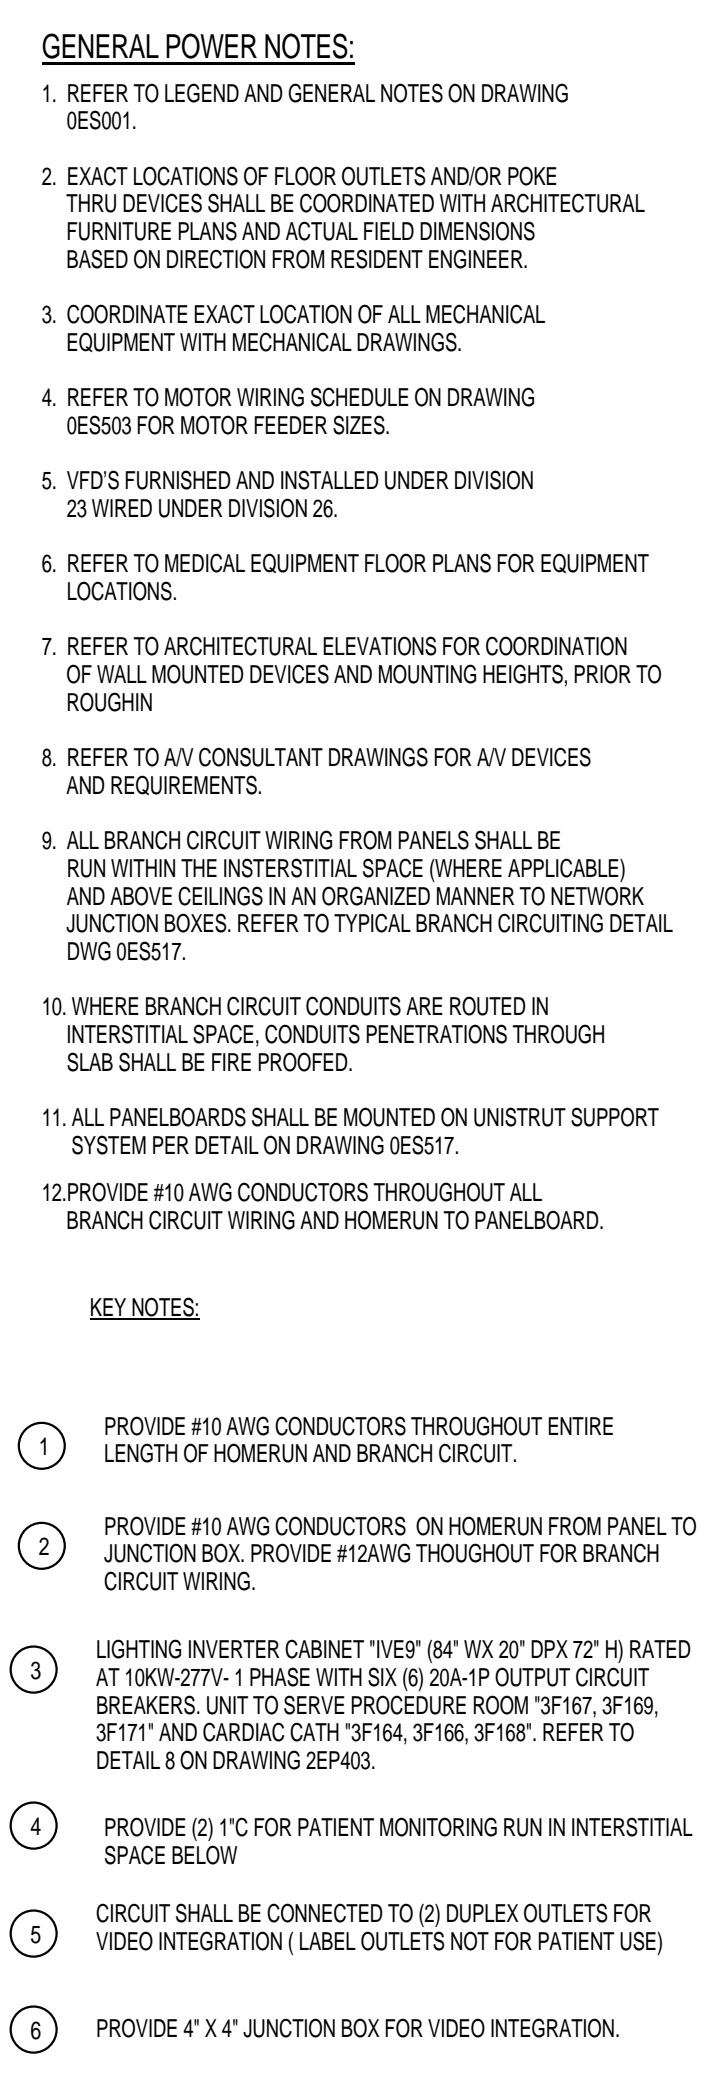 GENERAL POWER NOTES:
1. REFER TO LEGEND AND GENERAL NOTES ON DRAWING
0ES001.
2. EXACT LOCATIONS OF FLOOR OUTLETS AND/OR POKE
THRU DEVICES SHALL BE COORDINATED WITH ARCHITECTURAL
FURNITURE PLANS AND ACTUAL FIELD DIMENSIONS
BASED ON DIRECTION FROM RESIDENT ENGINEER.
3. COORDINATE EXACT LOCATION OF ALL MECHANICAL
EQUIPMENT WITH MECHANICAL DRAWINGS.
4. REFER TO MOTOR WIRING SCHEDULE ON DRAWING
0ES503 FOR MOTOR FEEDER SIZES.
5. VFD'S FURNISHED AND INSTALLED UNDER DIVISION
23 WIRED UNDER DIVISION 26.
6. REFER TO MEDICAL EQUIPMENT FLOOR PLANS FOR EQUIPMENT
LOCATIONS.
7. REFER TO ARCHITECTURAL ELEVATIONS FOR COORDINATION
OF WALL MOUNTED DEVICES AND MOUNTING HEIGHTS, PRIOR TO
ROUGHIN
8. REFER TO A/V CONSULTANT DRAWINGS FOR A/V DEVICES
AND REQUIREMENTS.
9. ALL BRANCH CIRCUIT WIRING FROM PANELS SHALL BE
RUN WITHIN THE INSTERSTITIAL SPACE (WHERE APPLICABLE)
AND ABOVE CEILINGS IN AN ORGANIZED MANNER TO NETWORK
JUNCTION BOXES. REFER TO TYPICAL BRANCH CIRCUITING DETAIL
DWG 0ES517.
10. WHERE BRANCH CIRCUIT CONDUITS ARE ROUTED IN
INTERSTITIAL SPACE, CONDUITS PENETRATIONS THROUGH
SLAB SHALL BE FIRE PROOFED.
11. ALL PANELBOARDS SHALL BE MOUNTED ON UNISTRUT SUPPORT
SYSTEM PER DETAIL ON DRAWING 0ES517.
12.PROVIDE #10 AWG CONDUCTORS THROUGHOUT ALL
BRANCH CIRCUIT WIRING AND HOMERUN TO PANELBOARD.
KEY NOTES:
1 PROVIDE #10 AWG CONDUCTORS THROUGHOUT ENTIRE
LENGTH OF HOMERUN AND BRANCH CIRCUIT.
2 PROVIDE #10 AWG CONDUCTORS ON HOMERUN FROM PANEL TO
JUNCTION BOX. PROVIDE #12AWG THOUGHOUT FOR BRANCH
CIRCUIT WIRING.
3 LIGHTING INVERTER CABINET "IVE9" (84" WX 20" DPX 72" H) RATED
AT 10KW-277V- 1 PHASE WITH SIX (6) 20A-1P OUTPUT CIRCUIT
BREAKERS. UNIT TO SERVE PROCEDURE ROOM "3F167, 3F169,
3F171" AND CARDIAC CATH "3F164, 3F166, 3F168". REFER TO
DETAIL 8 ON DRAWING 2EP403.
4 PROVIDE (2) 1"C FOR PATIENT MONITORING RUN IN INTERSTITIAL
SPACE BELOW
5 CIRCUIT SHALL BE CONNECTED TO (2) DUPLEX OUTLETS FOR
VIDEO INTEGRATION ( LABEL OUTLETS NOT FOR PATIENT USE)
6 PROVIDE 4" X 4" JUNCTION BOX FOR VIDEO INTEGRATION.